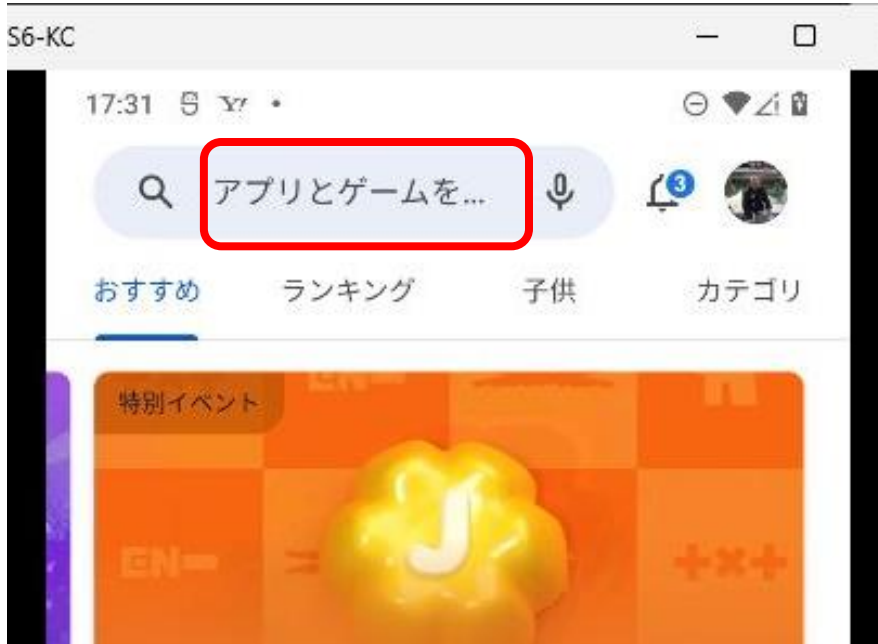 S6-KC
17:31
アプリとゲームを...
3
おすすめ ランキング 子供 カテゴリ
特別イベント
EN-
J